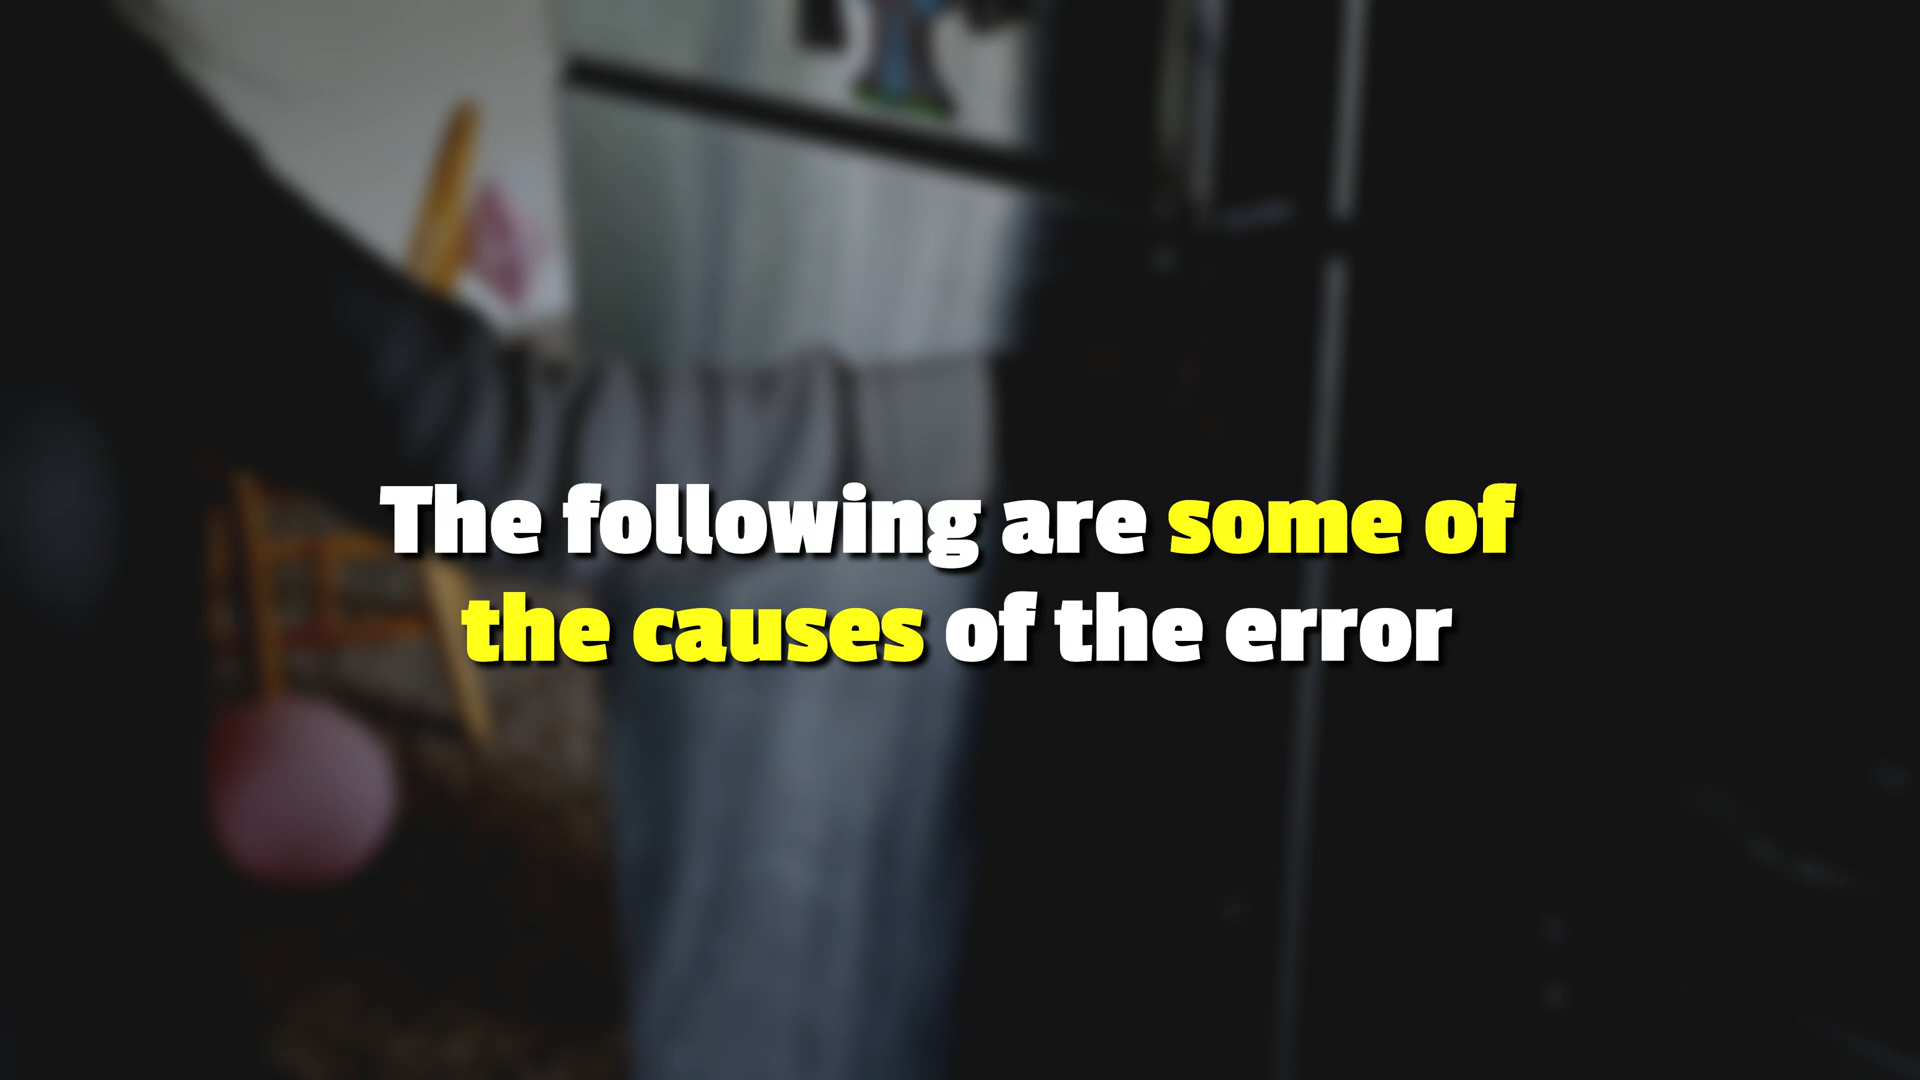 The following are some of
the causes of the error